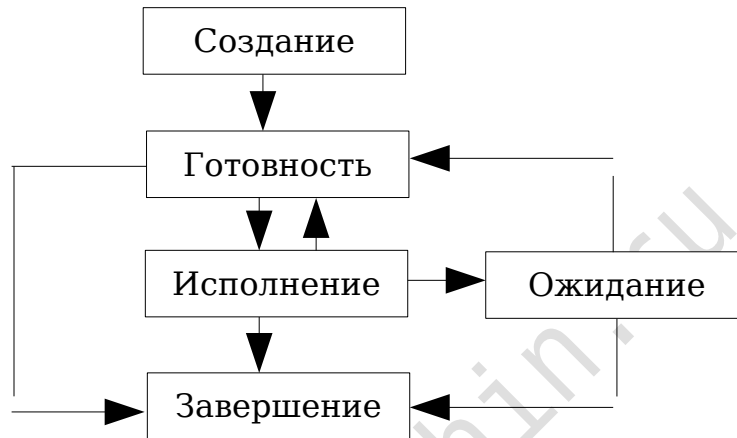 Создание
Готовность
Исполнение
Ожидание
Завершение